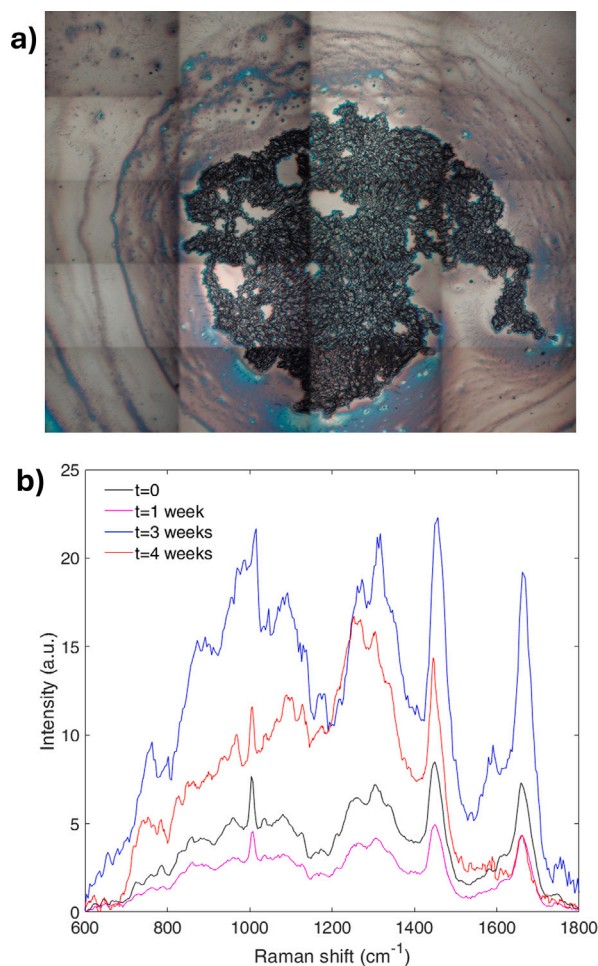 a)
b)
25
20
15
10
5
0
Intensity (a.u.)
t=0
t=1 week
t=3 weeks
t=4 weeks
600 800 1000 1200 1400 1600 1800
Raman shift (cm⁻¹)